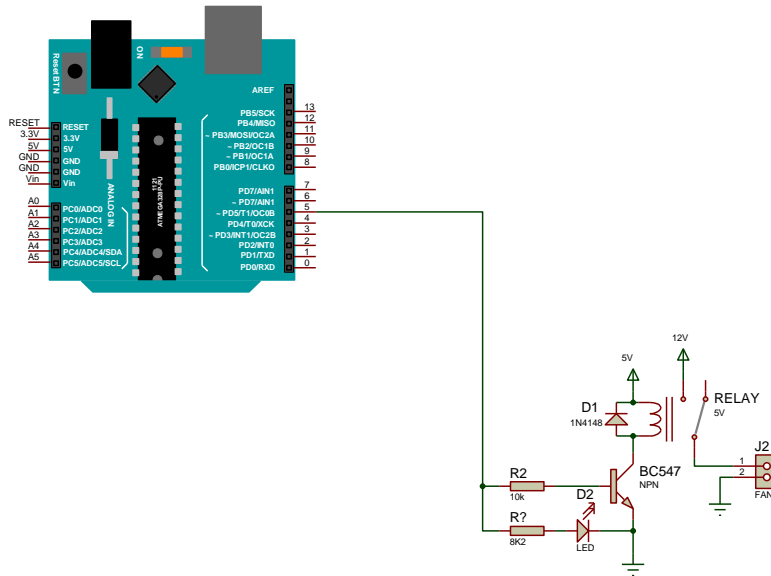 ON
Reset BTN
AREF
RESET
3.3V
5V
GND
GND
Vin
RESET
3.3V
5V
GND
GND
Vin
ANALOG IN
1121
ATMEGA328P-PU
PB5/SCK 13
PB4/MISO 12
~ PB3/MOSI/OC2A 11
~ PB2/OC1B 10
~ PB1/OC1A 9
PB0/ICP1/CLKO 8
PD7/AIN1 7
~ PD7/AIN1 6
~ PD5/T1/OC0B 5
PD4/T0/XCK 4
~ PD3/INT1/OC2B 3
PD2/INT0 2
PD1/TXD 1
PD0/RXD 0
A0 PC0/ADC0
A1 PC1/ADC1
A2 PC2/ADC2
A3 PC3/ADC3
A4 PC4/ADC4/SDA
A5 PC5/ADC5/SCL
12V
5V
D1
1N4148
RELAY
5V
J2
1
2
FAN
BC547
NPN
R2
10k
D2
LED
R?
8K2